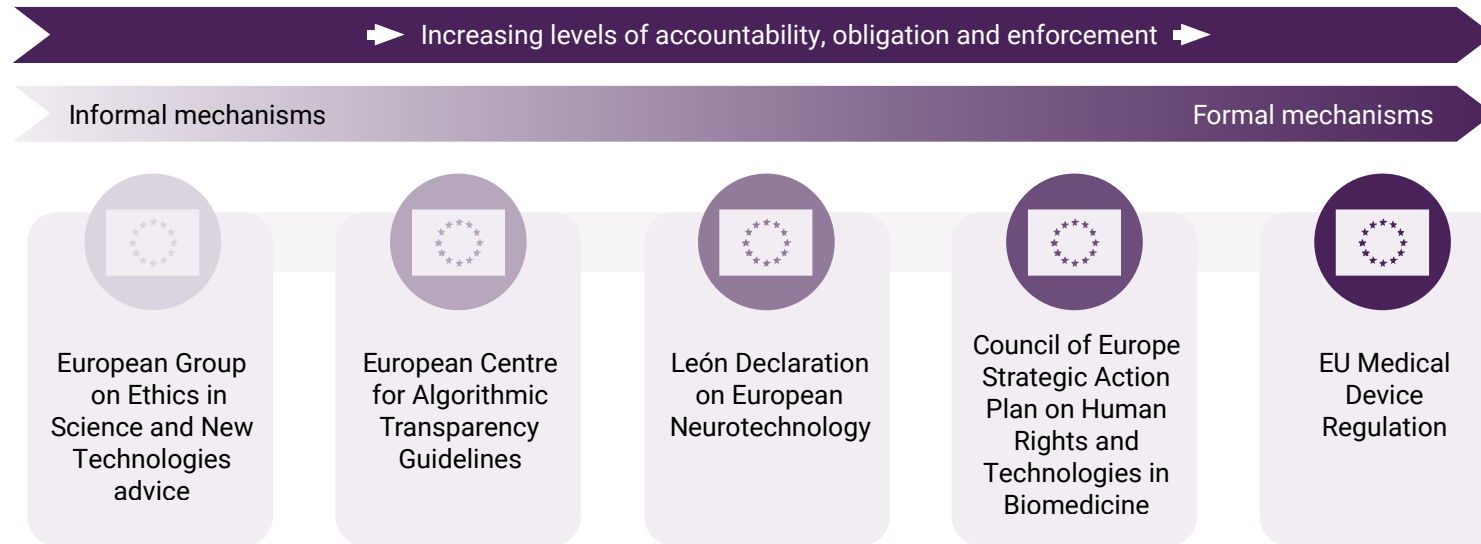 Increasing levels of accountability, obligation and enforcement
Informal mechanisms
Formal mechanisms
European Group
on Ethics in
Science and New
Technologies
advice
European Centre
for Algorithmic
Transparency
Guidelines
León Declaration
on European
Neurotechnology
Council of Europe
Strategic Action
Plan on Human
Rights and
Technologies in
Biomedicine
EU Medical
Device
Regulation